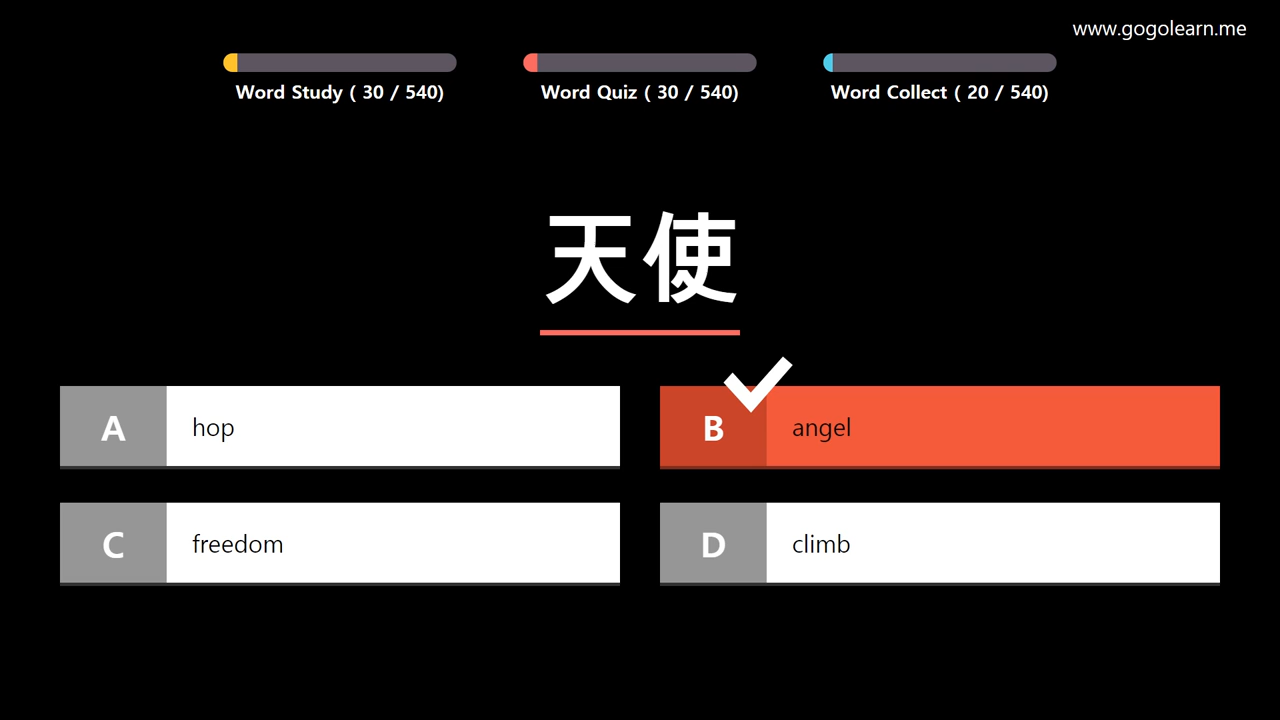 www.gogolearn.me
Word Study ( 30 / 540)
Word Quiz ( 30 / 540)
Word Collect ( 20 / 540)
天使
A hop
B angel
C freedom
D climb